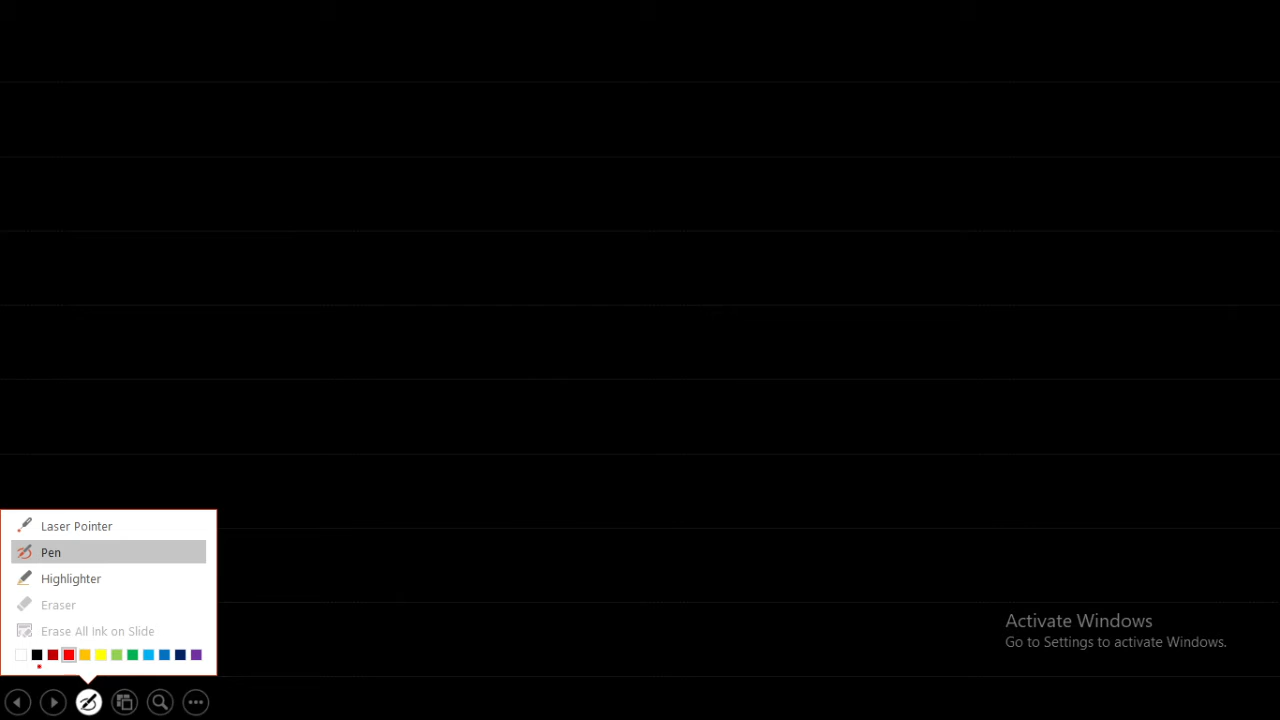 Laser Pointer
Pen
Highlighter
Eraser
Erase All Ink on Slide
Activate Windows
Go to Settings to activate Windows.